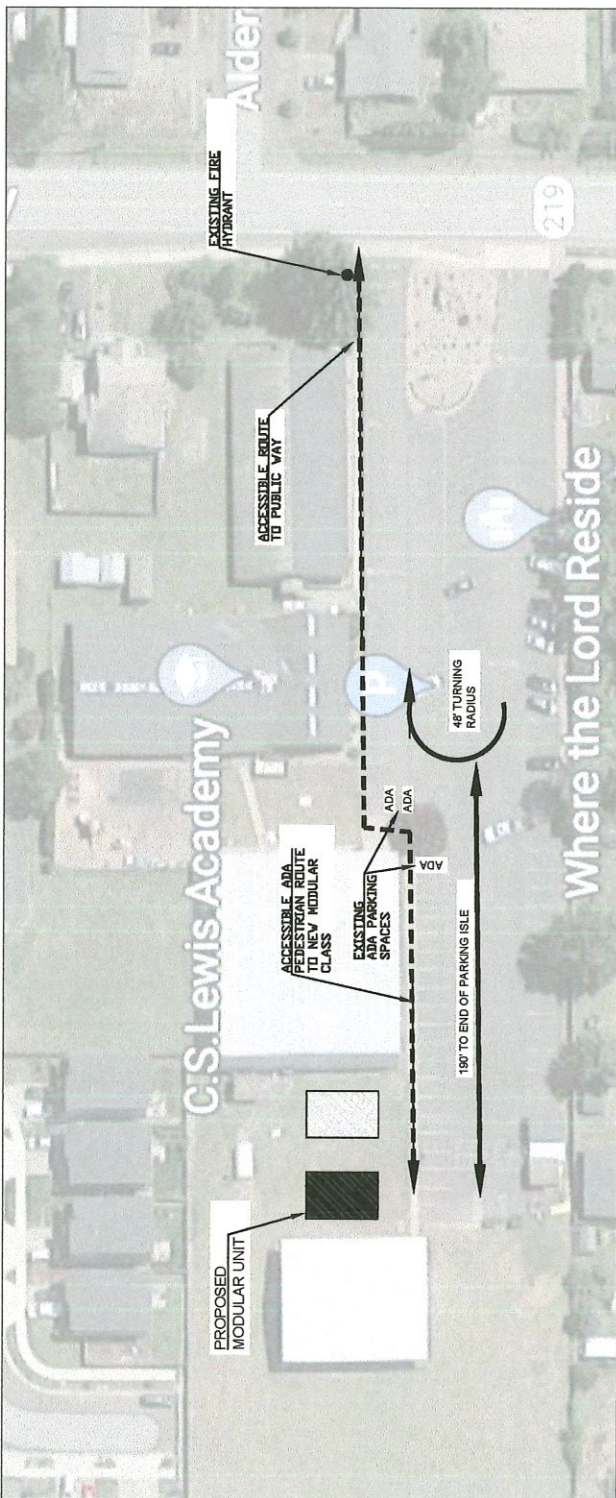 Alder
EXISTING FIRE
HYDRANT
219
ACCESSIBLE ROUTE
TO PUBLIC WAY
Where the Lord Reside
P
48' TURNING
RADIUS
C.S.Lewis Academy
ACCESSIBLE ADA
PEDESTRIAN ROUTE
TO NEW MODULAR
CLASS
EXISTING
ADA PARKING
SPACES
ADA
ADA
ADA
190' TO END OF PARKING ISLE
PROPOSED
MODULAR UNIT